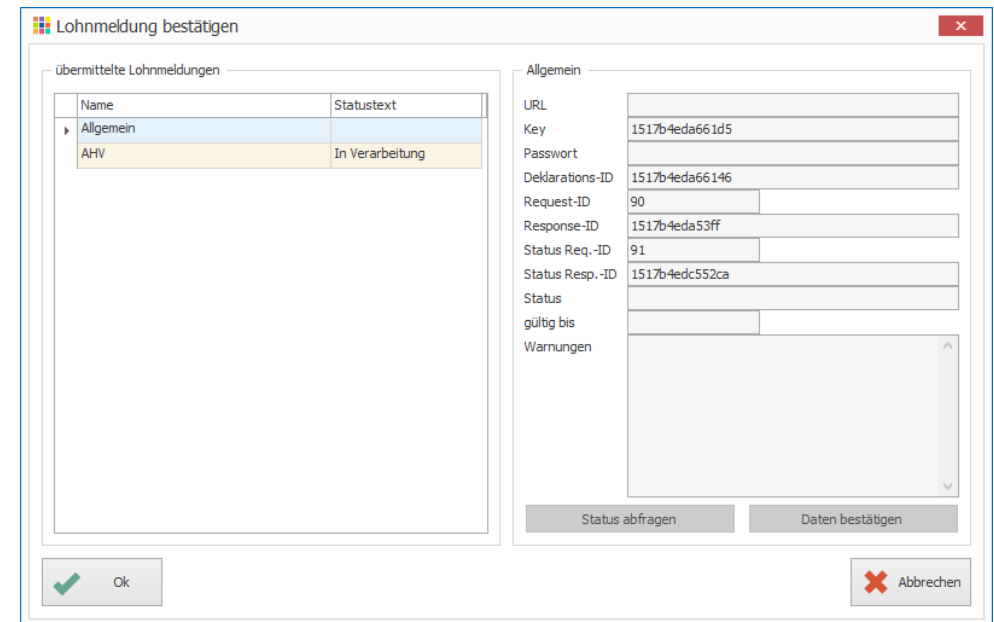 Lohnmeldung bestätigen
übermittelte Lohnmeldungen
Name Statustext
Allgemein
AHV In Verarbeitung
Allgemein
URL
Key 1517b4eda661d5
Passwort
Deklarations-ID 1517b4eda66146
Request-ID 90
Response-ID 1517b4eda53ff
Status Req.-ID 91
Status Resp.-ID 1517b4edc552ca
Status
gültig bis
Warnungen
Status abfragen Daten bestätigen
Ok Abbrechen